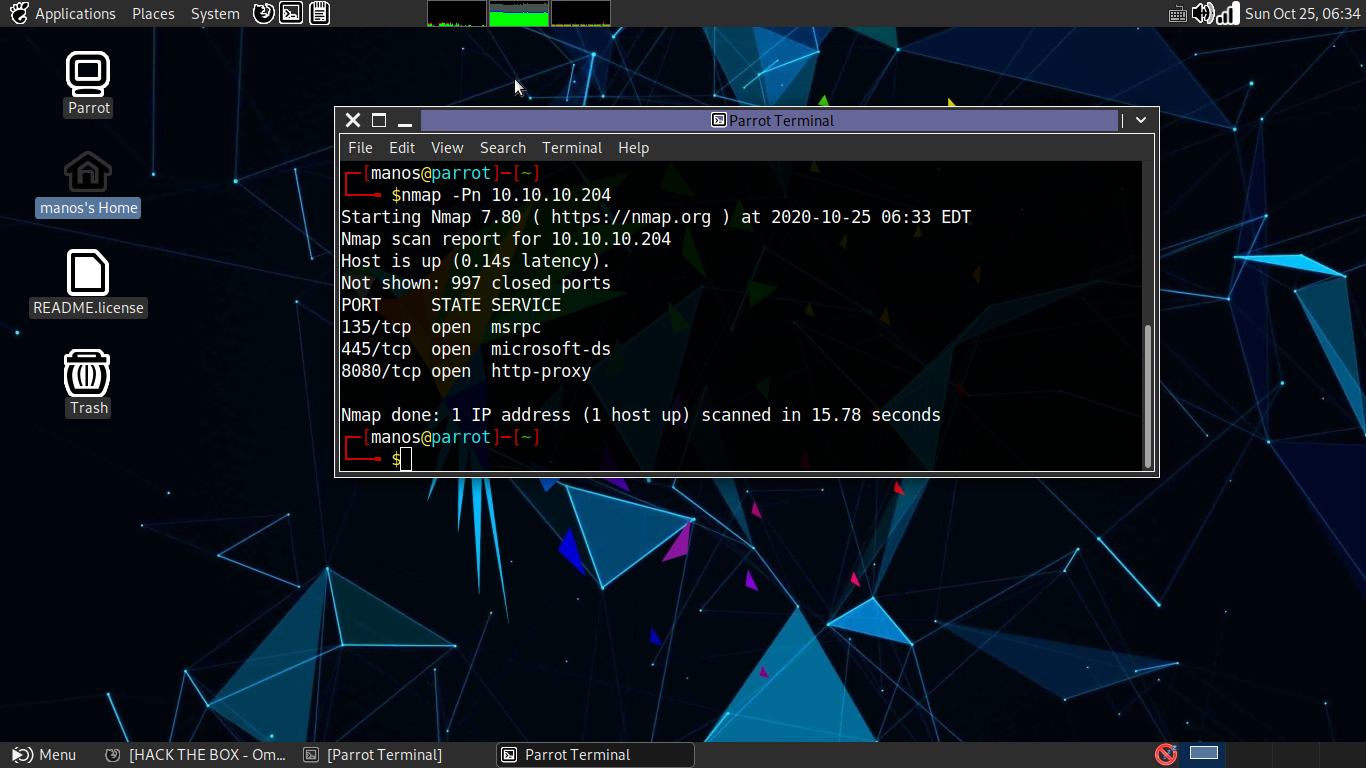 Applications Places System Sun Oct 25, 06:34
Parrot
manos's Home
README.license
Trash
Parrot Terminal
File Edit View Search Terminal Help
[manos@parrot]─[~]
$nmap -Pn 10.10.10.204
Starting Nmap 7.80 ( https://nmap.org ) at 2020-10-25 06:33 EDT
Nmap scan report for 10.10.10.204
Host is up (0.14s latency).
Not shown: 997 closed ports
PORT     STATE SERVICE
135/tcp  open  msrpc
445/tcp  open  microsoft-ds
8080/tcp open  http-proxy
Nmap done: 1 IP address (1 host up) scanned in 15.78 seconds
[manos@parrot]─[~]
$
Menu [HACK THE BOX - Om... [Parrot Terminal] Parrot Terminal